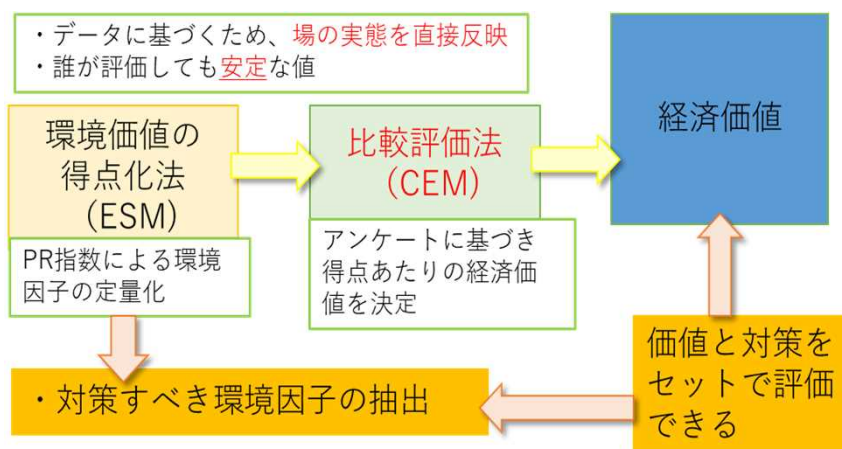 ・データに基づくため、場の実態を直接反映
・誰が評価しても安定な値
環境価値の
得点化法
(ESM)
比較評価法
(CEM)
経済価値
PR指数による環境
因子の定量化
アンケートに基づき
得点あたりの経済価
値を決定
・対策すべき環境因子の抽出
価値と対策を
セットで評価
できる